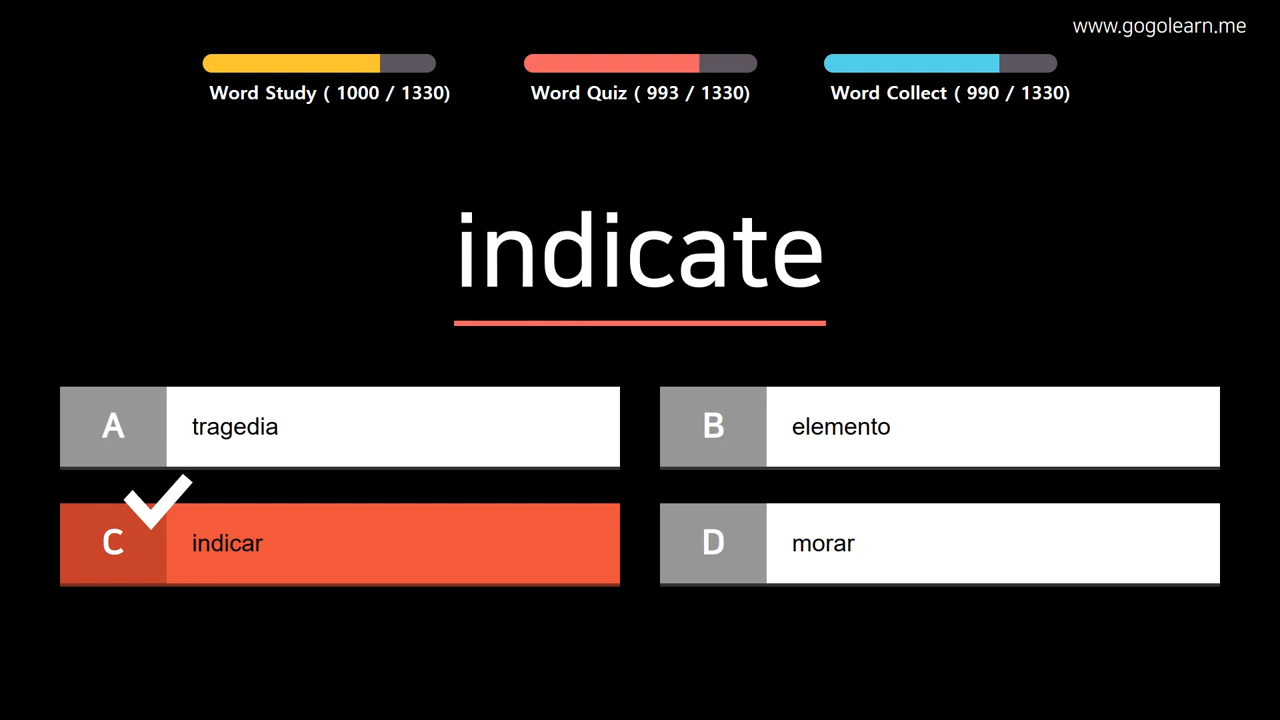 www.gogolearn.me
Word Study ( 1000 / 1330)
Word Quiz ( 993 / 1330)
Word Collect ( 990 / 1330)
indicate
A tragedia
B elemento
C indicar
D morar